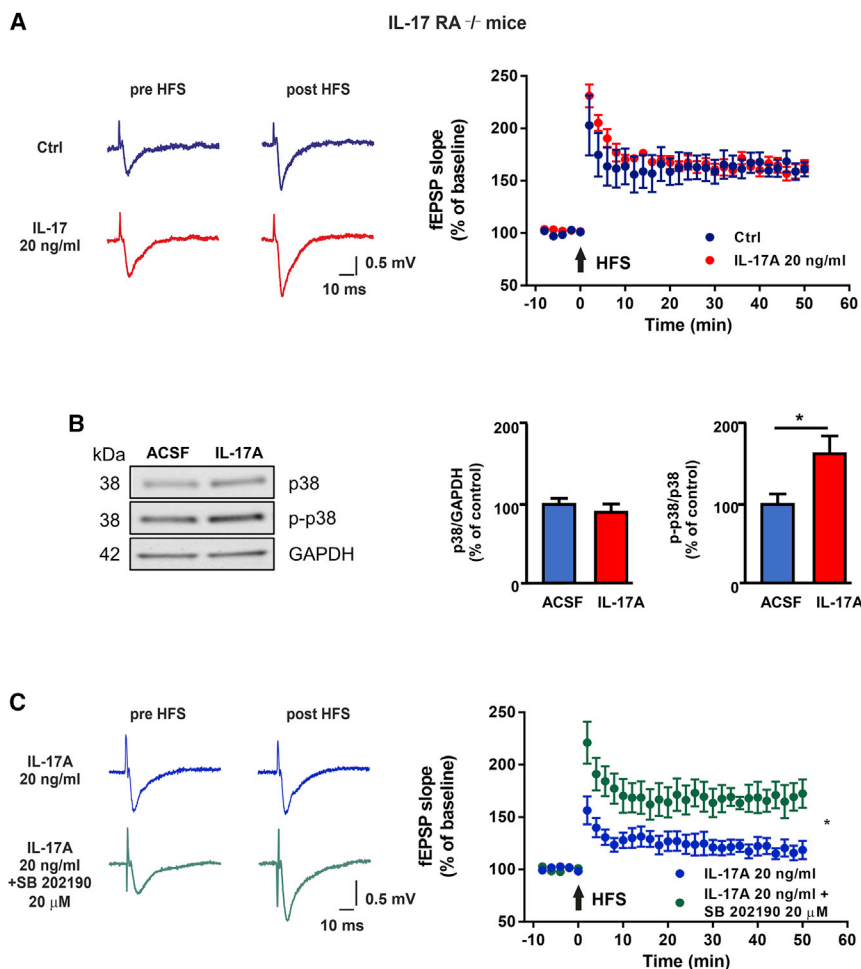 A
IL-17 RA -/- mice
pre HFS
post HFS
Ctrl
IL-17
20 ng/ml
0.5 mV
10 ms
fEPSP slope
(% of baseline)
250
200
150
100
50
HFS
Ctrl
IL-17A 20 ng/ml
-10 0 10 20 30 40 50 60
Time (min)
B
kDa
ACSF IL-17A
38 p38
38 p-p38
42 GAPDH
p38/GAPDH
(% of control)
200
100
0
ACSF IL-17A
p-p38/p38
(% of control)
200
100
0
*
ACSF IL-17A
C
pre HFS
post HFS
IL-17A
20 ng/ml
IL-17A
20 ng/ml
+SB 202190
20 μM
0.5 mV
10 ms
fEPSP slope
(% of baseline)
250
200
150
100
50
*
HFS
IL-17A 20 ng/ml
IL-17A 20 ng/ml +
SB 202190 20 μM
-10 0 10 20 30 40 50 60
Time (min)